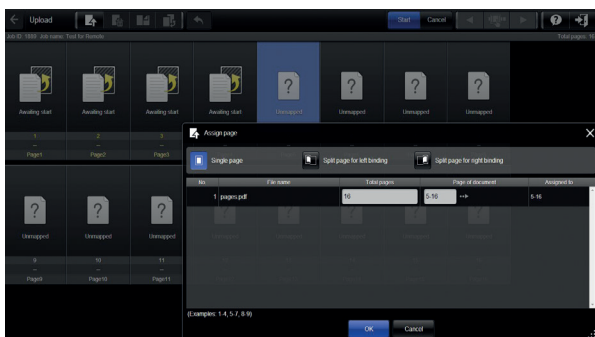 Upload
Start
Cancel
Job ID: 1000 Job name: Test for Remote
Total pages: 16
Awaiting start
Awaiting start
Awaiting start
Awaiting start
Unmapped
Unmapped
Unmapped
Unmapped
1
2
3
Page1
Page2
Page3
Assign page
Single page
Split page for left binding
Split page for right binding
No.
File name
Total pages
Page of document
Assigned to
1
pages.pdf
16
5-16
5-16
Unmapped
Unmapped
Unmapped
9
10
11
Page9
Page10
Page11
(Examples: 1-4, 5-7, 8-9)
OK
Cancel